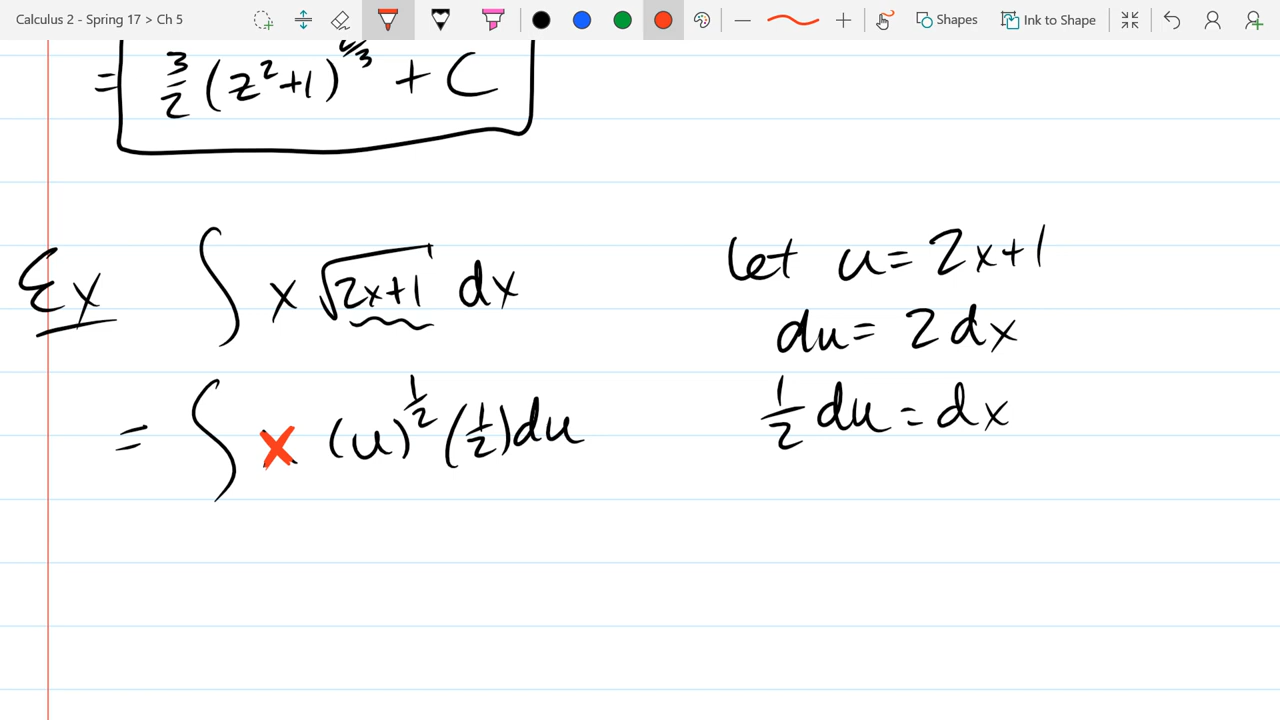 Calculus 2 - Spring 17 > Ch 5
Shapes
Ink to Shape
= 3/2 (z²+1)^(2/3) + C
Ex ∫ x √(2x+1) dx
let u = 2x+1
du = 2dx
= ∫ x (u)^(1/2) (1/2) du
1/2 du = dx